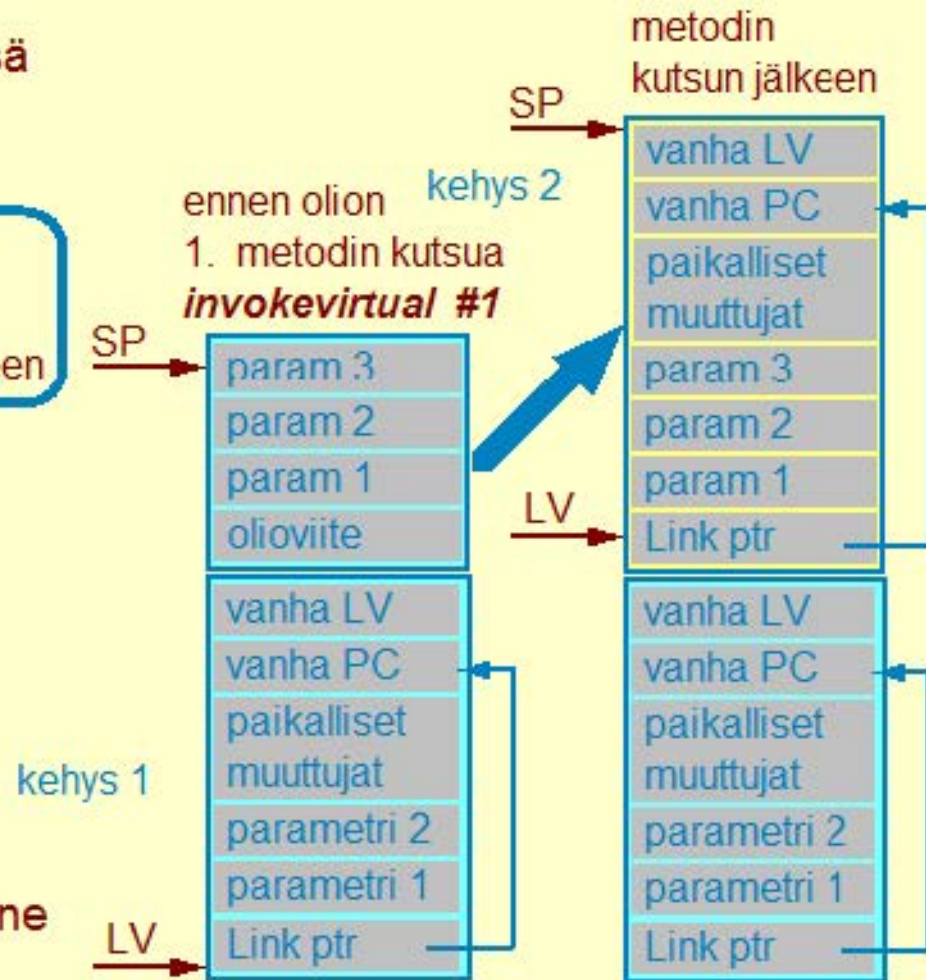 metodin
kutsun jälkeen
SP
vanha LV
kehys 2
vanha PC
ennen olion
1. metodin kutsua
invokevirtual #1
paikalliset
muuttujat
SP
param 3
param 3
param 2
param 2
param 1
param 1
LV
olioviite
Link ptr
vanha LV
vanha LV
vanha PC
vanha PC
paikalliset
muuttujat
paikalliset
muuttujat
kehys 1
parametri 2
parametri 2
parametri 1
parametri 1
LV
Link ptr
Link ptr